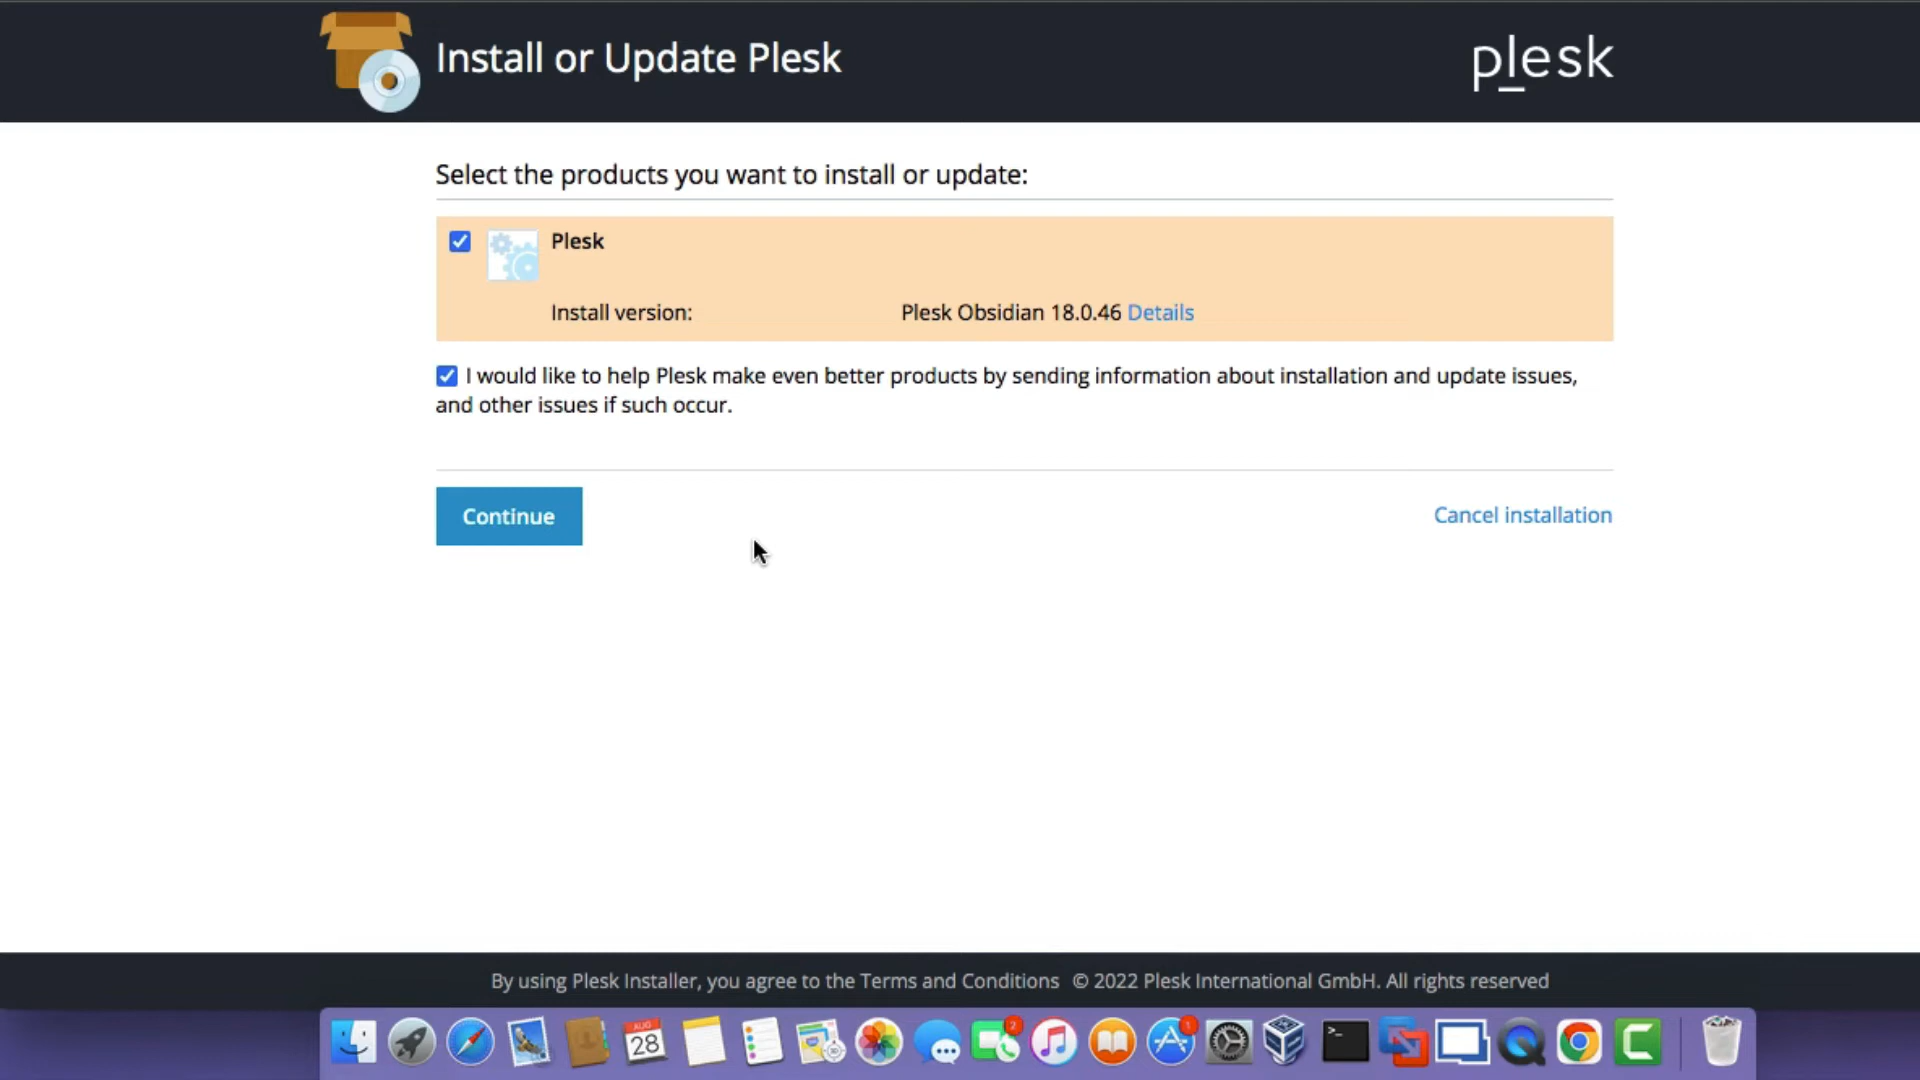 Install or Update Plesk
plesk
Select the products you want to install or update:
Plesk
Install version: Plesk Obsidian 18.0.46 Details
I would like to help Plesk make even better products by sending information about installation and update issues,
and other issues if such occur.
Continue
Cancel installation
By using Plesk Installer, you agree to the Terms and Conditions © 2022 Plesk International GmbH. All rights reserved
AUG
28
2
1
>_